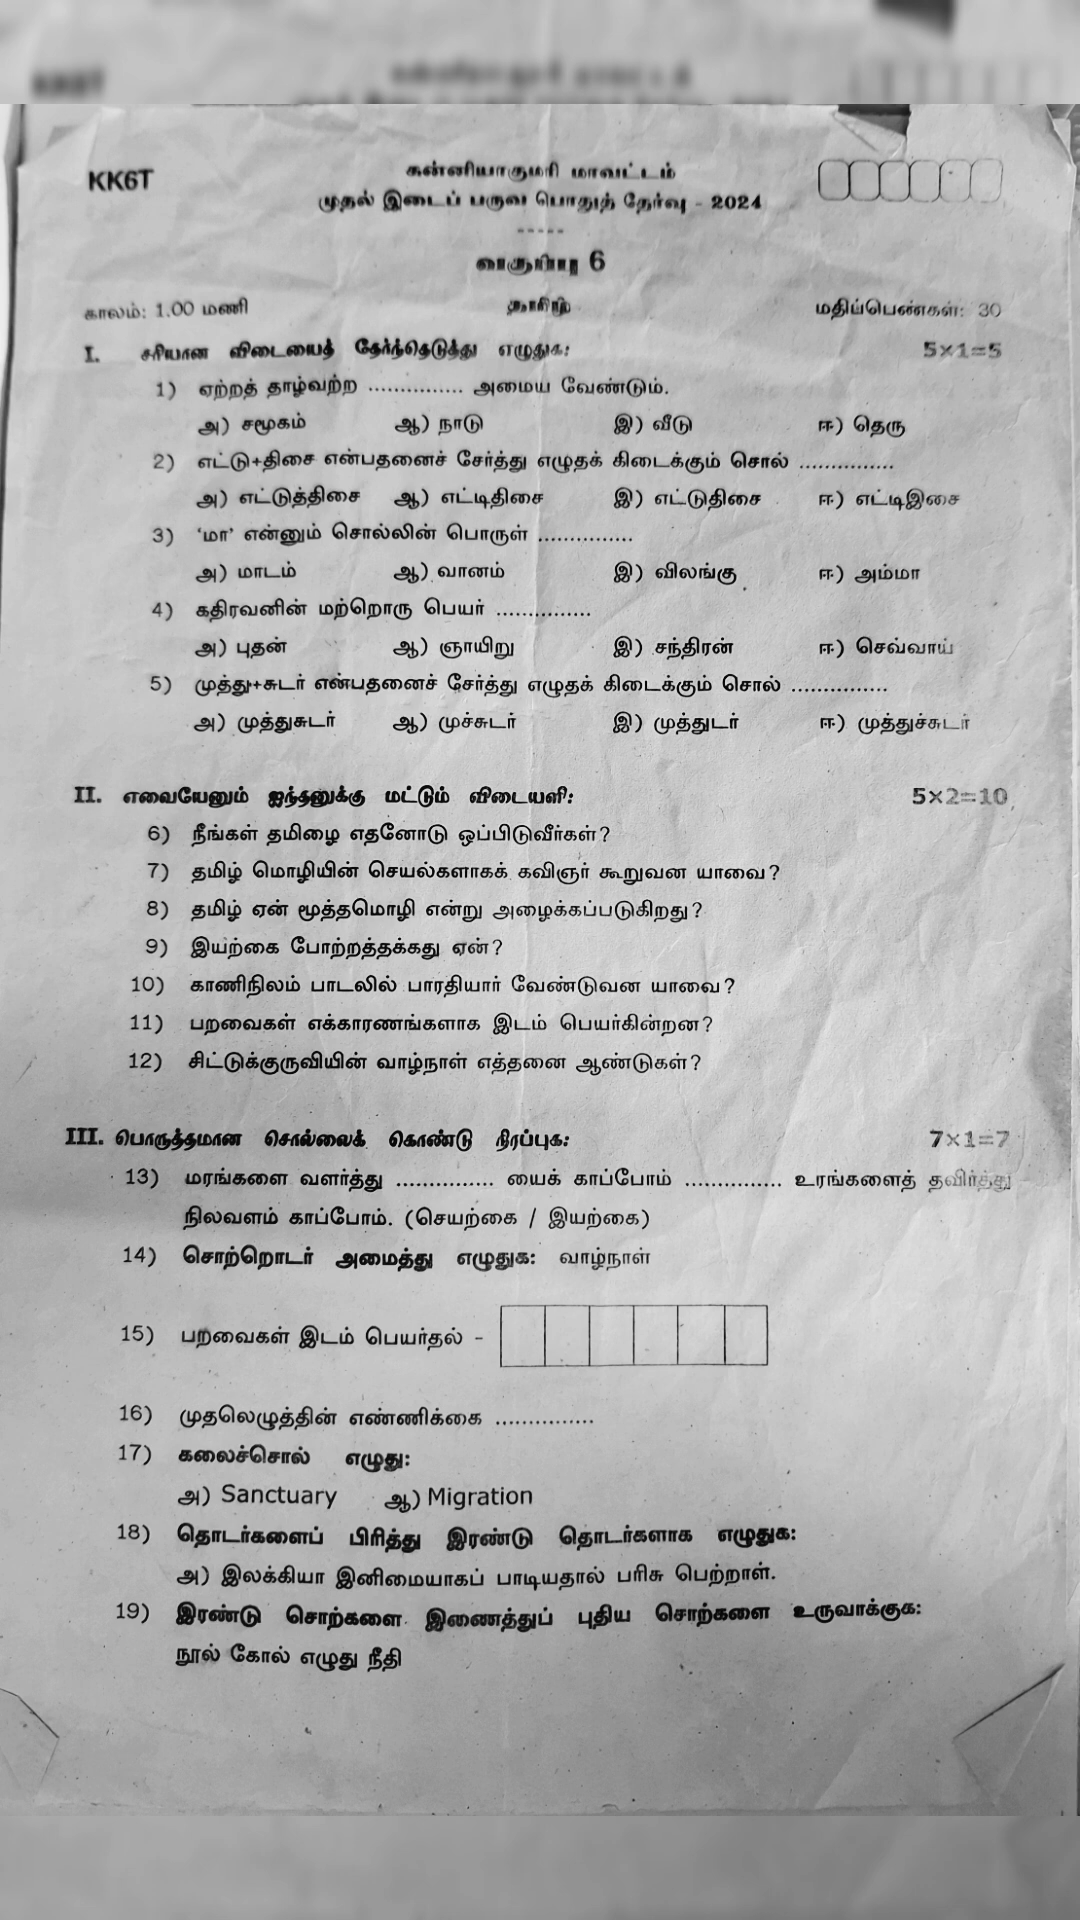 KK6T
கன்னியாகுமரி மாவட்டம்
முதல் இடைப் பருவ பொதுத் தேர்வு - 2024
-----
வகுப்பு 6
காலம்: 1.00 மணி தமிழ் மதிப்பெண்கள்: 30
I. சரியான விடையைத் தேர்ந்தெடுத்து எழுதுக: 5×1=5
1) ஏற்றத் தாழ்வற்ற ............... அமைய வேண்டும்.
அ) சமூகம் ஆ) நாடு இ) வீடு ஈ) தெரு
2) எட்டு+திசை என்பதனைச் சேர்த்து எழுதக் கிடைக்கும் சொல் ...............
அ) எட்டுத்திசை ஆ) எட்டிதிசை இ) எட்டுதிசை ஈ) எட்டிஇசை
3) ‘மா’ என்னும் சொல்லின் பொருள் ...............
அ) மாடம் ஆ) வானம் இ) விலங்கு ஈ) அம்மா
4) கதிரவனின் மற்றொரு பெயர் ...............
அ) புதன் ஆ) ஞாயிறு இ) சந்திரன் ஈ) செவ்வாய்
5) முத்து+சுடர் என்பதனைச் சேர்த்து எழுதக் கிடைக்கும் சொல் ...............
அ) முத்துசுடர் ஆ) முச்சுடர் இ) முத்துடர் ஈ) முத்துச்சுடர்
II. எவையேனும் ஐந்தனுக்கு மட்டும் விடையளி: 5×2=10
6) நீங்கள் தமிழை எதனோடு ஒப்பிடுவீர்கள்?
7) தமிழ் மொழியின் செயல்களாகக் கவிஞர் கூறுவன யாவை?
8) தமிழ் ஏன் மூத்தமொழி என்று அழைக்கப்படுகிறது?
9) இயற்கை போற்றத்தக்கது ஏன்?
10) காணிநிலம் பாடலில் பாரதியார் வேண்டுவன யாவை?
11) பறவைகள் எக்காரணங்களாக இடம் பெயர்கின்றன?
12) சிட்டுக்குருவியின் வாழ்நாள் எத்தனை ஆண்டுகள்?
III. பொருத்தமான சொல்லைக் கொண்டு நிரப்புக: 7×1=7
13) மரங்களை வளர்த்து ............... யைக் காப்போம் ............... உரங்களைத் தவிர்த்து
நிலவளம் காப்போம். (செயற்கை / இயற்கை)
14) சொற்றொடர் அமைத்து எழுதுக: வாழ்நாள்
15) பறவைகள் இடம் பெயர்தல் -
16) முதலெழுத்தின் எண்ணிக்கை ...............
17) கலைச்சொல் எழுது:
அ) Sanctuary ஆ) Migration
18) தொடர்களைப் பிரித்து இரண்டு தொடர்களாக எழுதுக:
அ) இலக்கியா இனிமையாகப் பாடியதால் பரிசு பெற்றாள்.
19) இரண்டு சொற்களை இணைத்துப் புதிய சொற்களை உருவாக்குக:
நூல் கோல் எழுது நீதி